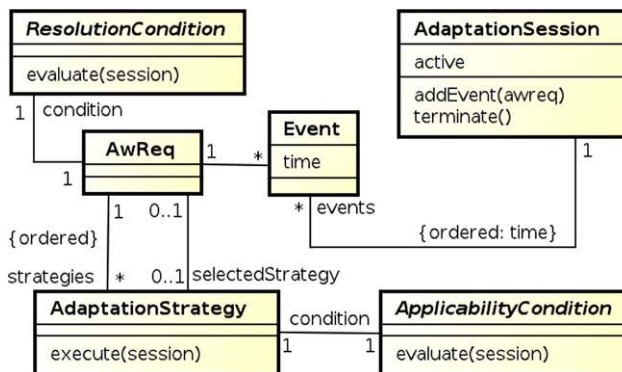 ResolutionCondition
evaluate(session)
AdaptationSession
active
addEvent(awreq)
terminate()
1
condition
AwReq
1
1
*
Event
time
1
*
events
{ordered: time}
1
0..1
{ordered}
strategies
*
0..1
selectedStrategy
AdaptationStrategy
execute(session)
condition
1
1
ApplicabilityCondition
evaluate(session)